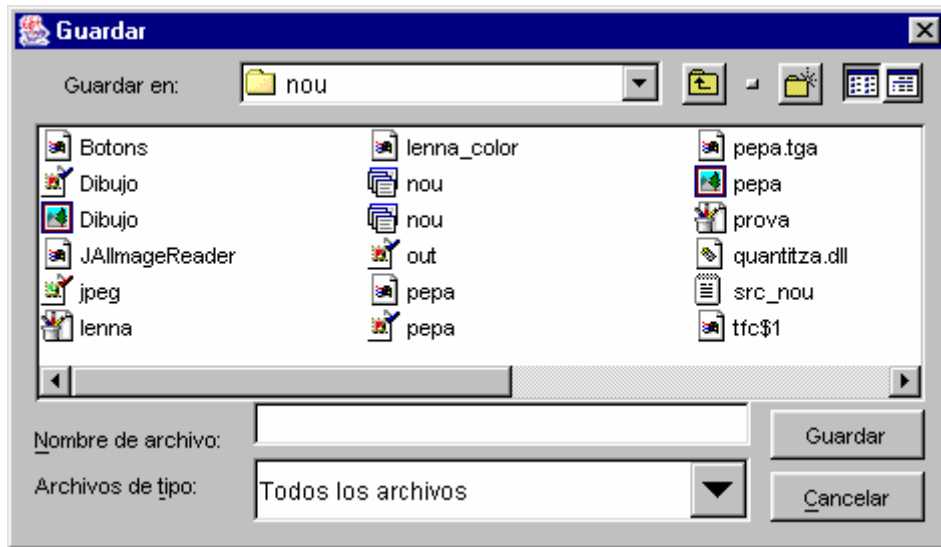 Guardar
Guardar en: nou
Botons lenna_color pepa.tga
Dibujo nou pepa
Dibujo nou prova
JAIImageReader out quantitza.dll
jpeg pepa src_nou
lenna pepa tfc$1
Nombre de archivo: Guardar
Archivos de tipo: Todos los archivos Cancelar